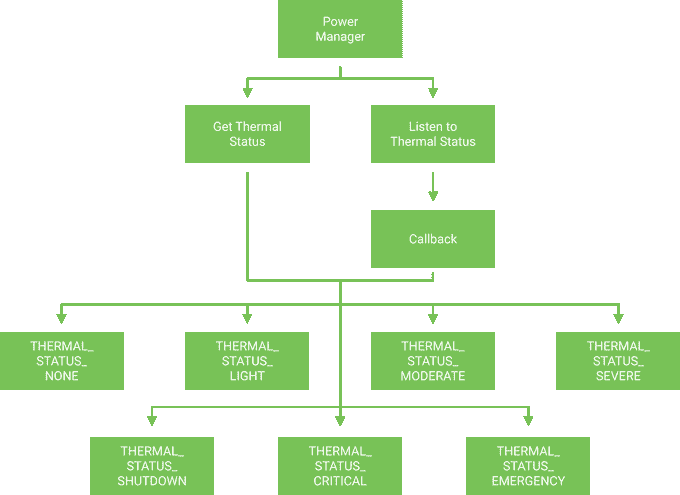 Power
Manager
Get Thermal
Status
Listen to
Thermal Status
Callback
THERMAL_
STATUS_
NONE
THERMAL_
STATUS_
LIGHT
THERMAL_
STATUS_
MODERATE
THERMAL_
STATUS_
SEVERE
THERMAL_
STATUS_
SHUTDOWN
THERMAL_
STATUS_
CRITICAL
THERMAL_
STATUS_
EMERGENCY